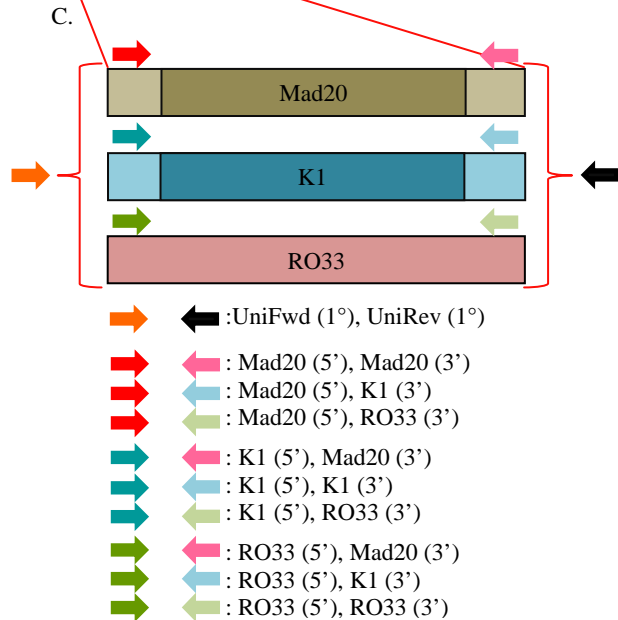 C.
Mad20
K1
RO33
:UniFwd (1°), UniRev (1°)
: Mad20 (5’), Mad20 (3’)
: Mad20 (5’), K1 (3’)
: Mad20 (5’), RO33 (3’)
: K1 (5’), Mad20 (3’)
: K1 (5’), K1 (3’)
: K1 (5’), RO33 (3’)
: RO33 (5’), Mad20 (3’)
: RO33 (5’), K1 (3’)
: RO33 (5’), RO33 (3’)